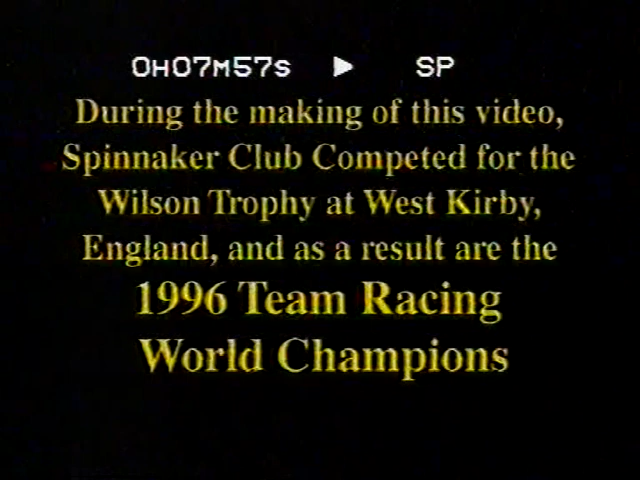 0H07M57S ▶ SP
During the making of this video,
Spinnaker Club Competed for the
Wilson Trophy at West Kirby,
England, and as a result are the
1996 Team Racing
World Champions